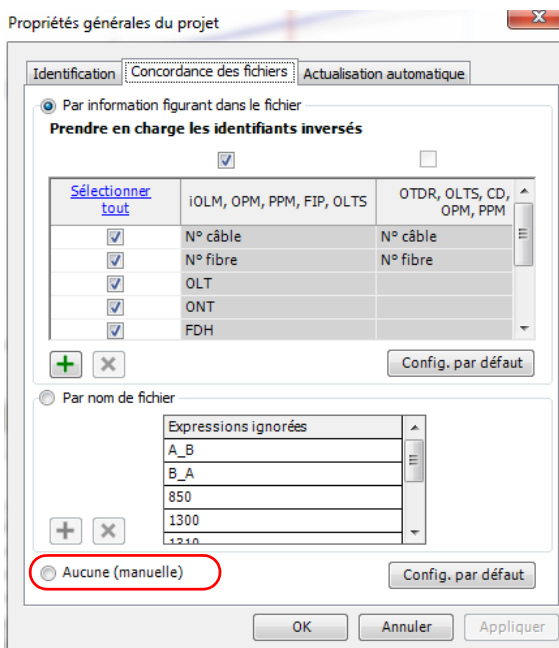 Propriétés générales du projet
Identification Concordance des fichiers Actualisation automatique
Par information figurant dans le fichier
Prendre en charge les identifiants inversés
Sélectionner tout iOLM, OPM, PPM, FIP, OLTS OTDR, OLTS, CD, OPM, PPM
N° câble N° câble
N° fibre N° fibre
OLT
ONT
FDH
Config. par défaut
Par nom de fichier
Expressions ignorées
A_B
B_A
850
1300
1310
Aucune (manuelle) Config. par défaut
OK Annuler Appliquer